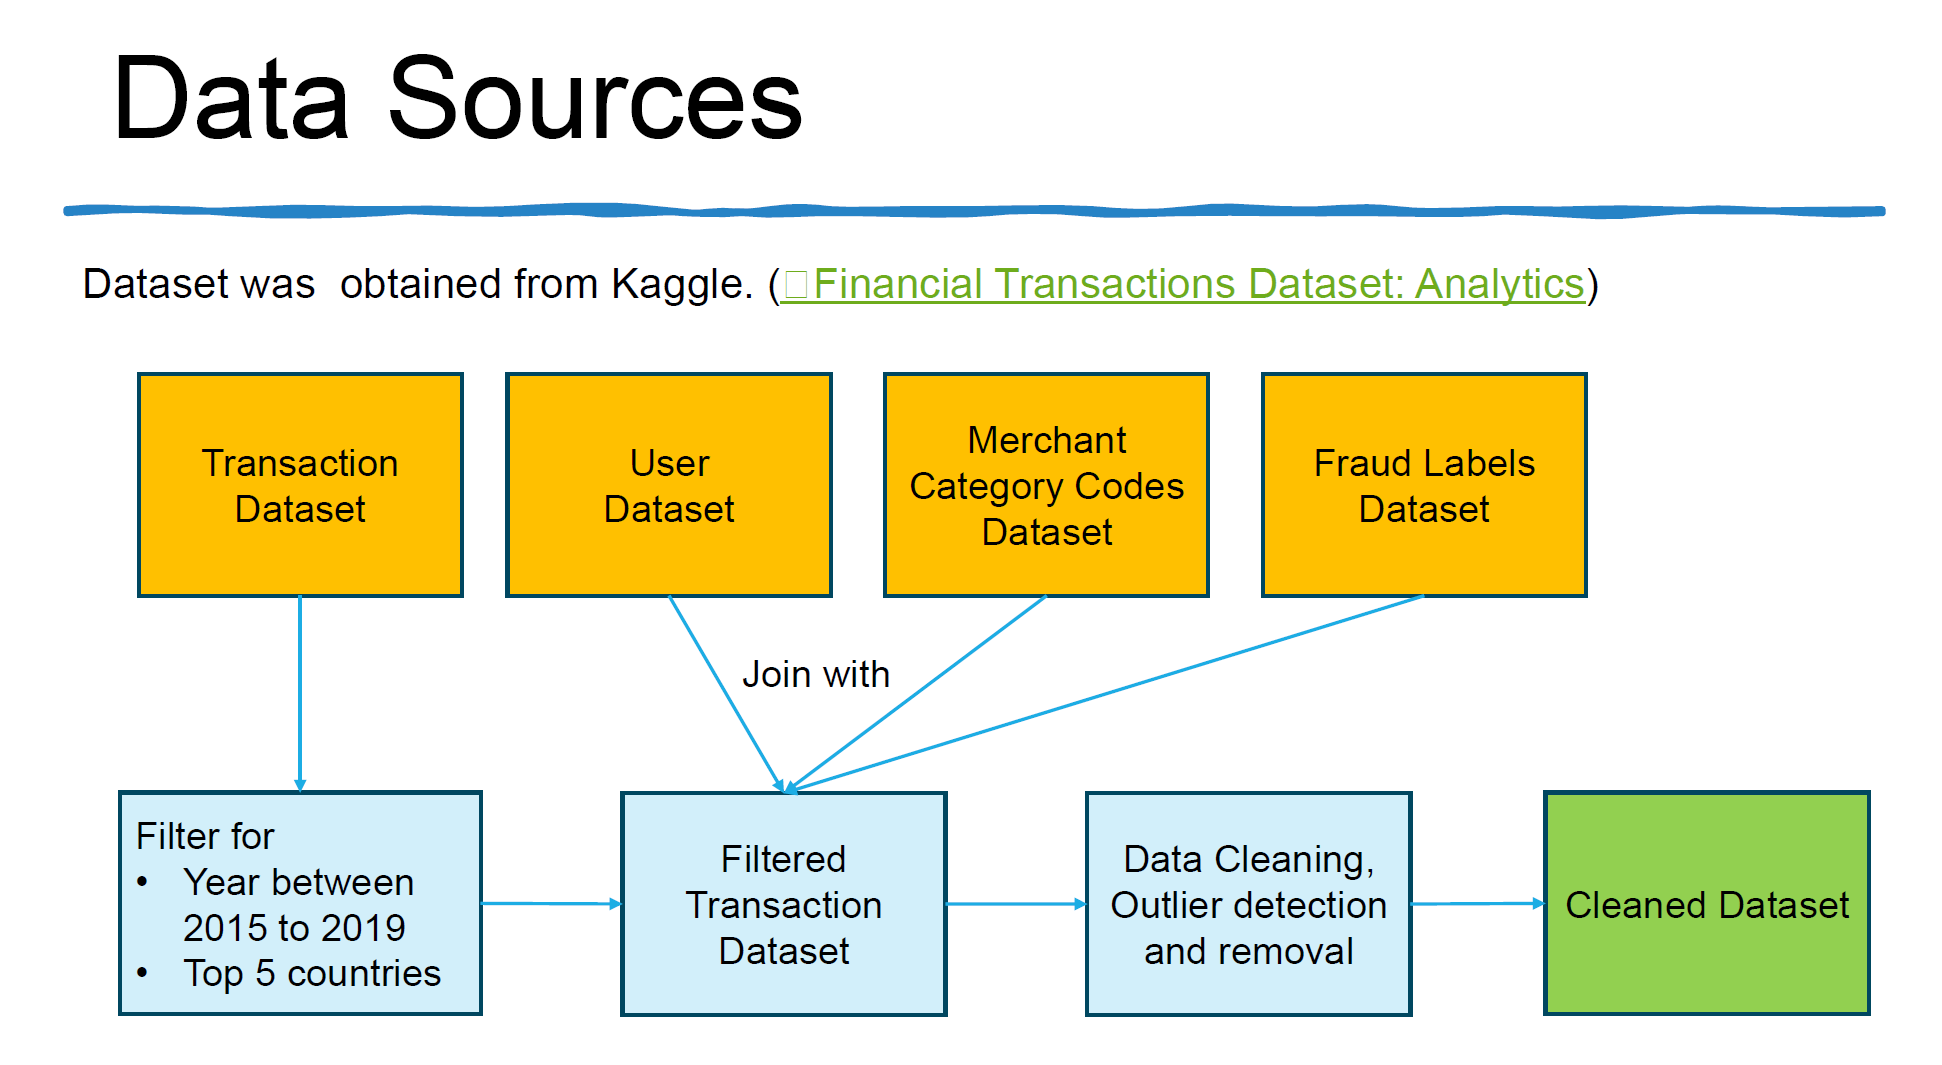 Data Sources
Dataset was  obtained from Kaggle. (Financial Transactions Dataset: Analytics)
Transaction
Dataset
User
Dataset
Merchant
Category Codes
Dataset
Fraud Labels
Dataset
Join with
Filter for
• Year between
2015 to 2019
• Top 5 countries
Filtered
Transaction
Dataset
Data Cleaning,
Outlier detection
and removal
Cleaned Dataset